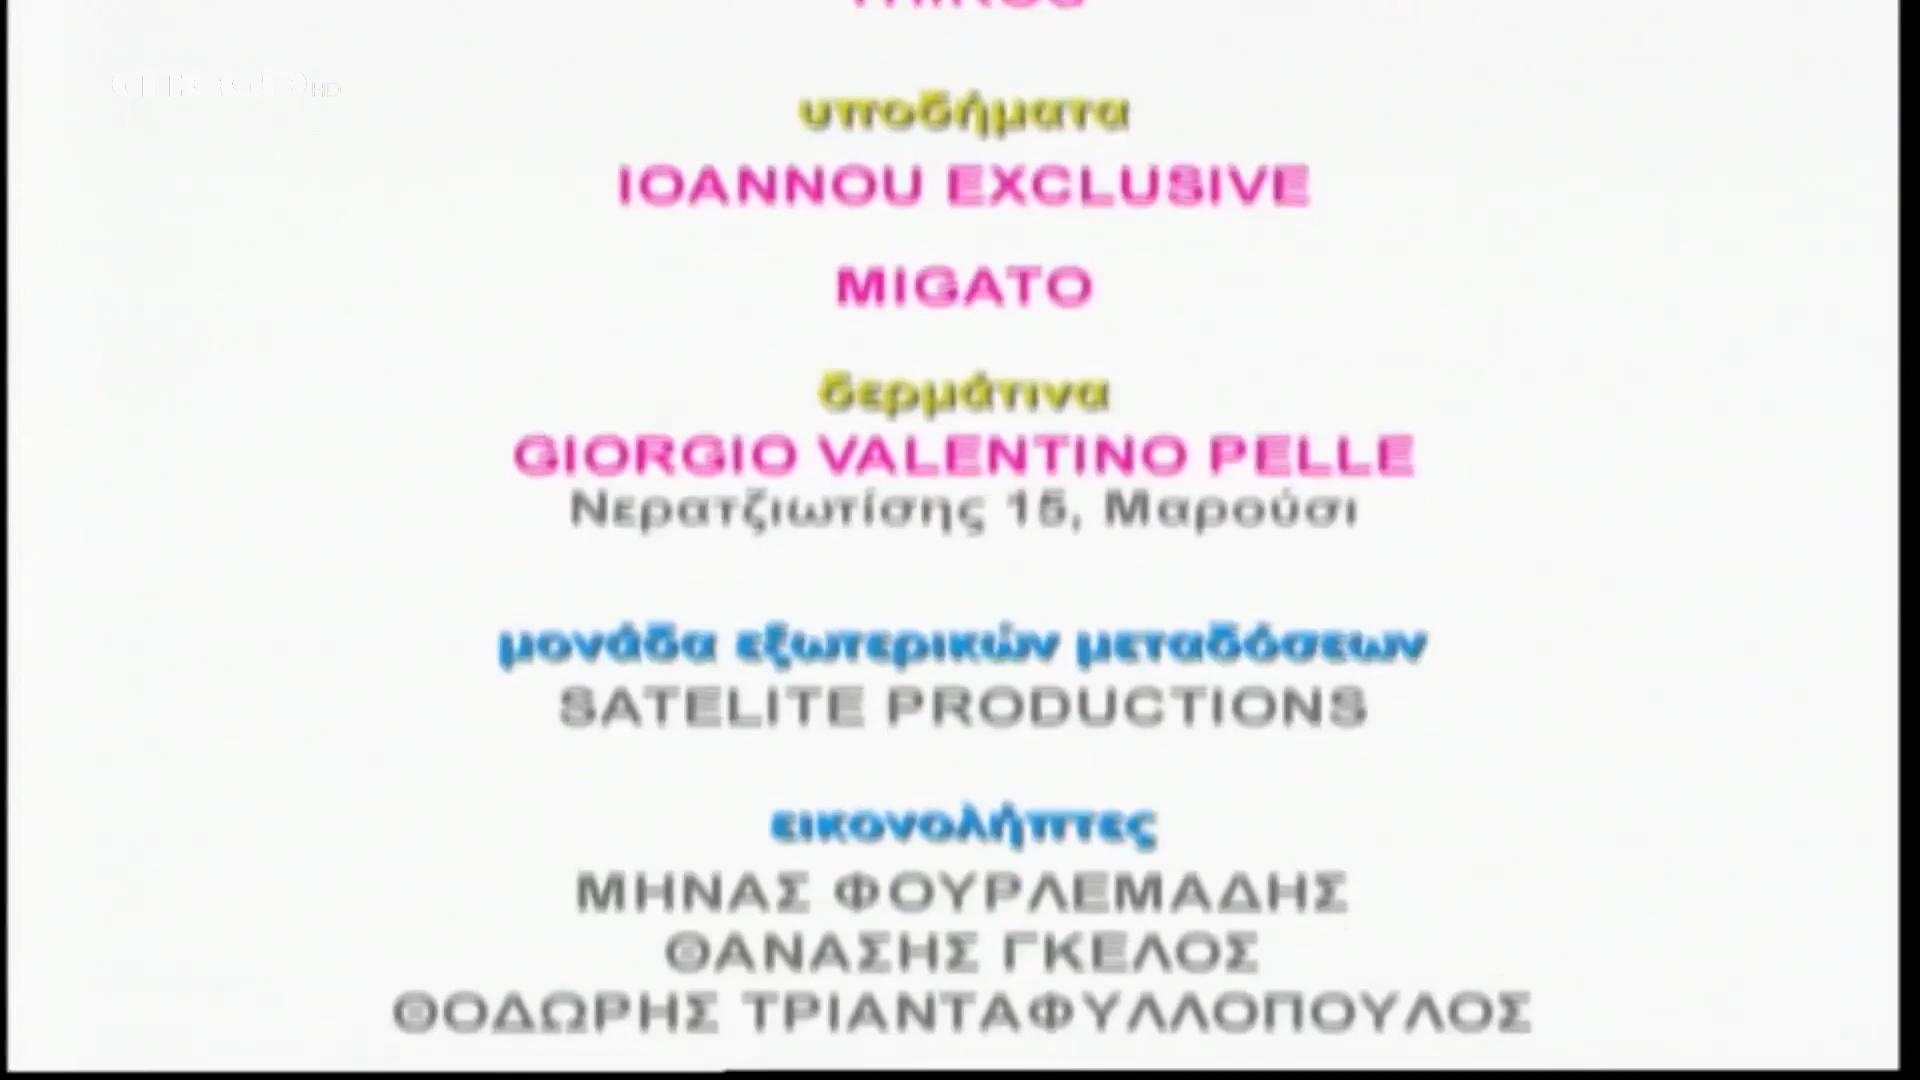 υποδήματα
IOANNOU EXCLUSIVE
MIGATO
δερμάτινα
GIORGIO VALENTINO PELLE
Νερατζιωτίσης 15, Μαρούσι
μονάδα εξωτερικών μεταδόσεων
SATELITE PRODUCTIONS
εικονολήπτες
ΜΗΝΑΣ ΦΟΥΡΛΕΜΑΔΗΣ
ΘΑΝΑΣΗΣ ΓΚΕΛΟΣ
ΘΟΔΩΡΗΣ ΤΡΙΑΝΤΑΦΥΛΛΟΠΟΥΛΟΣ